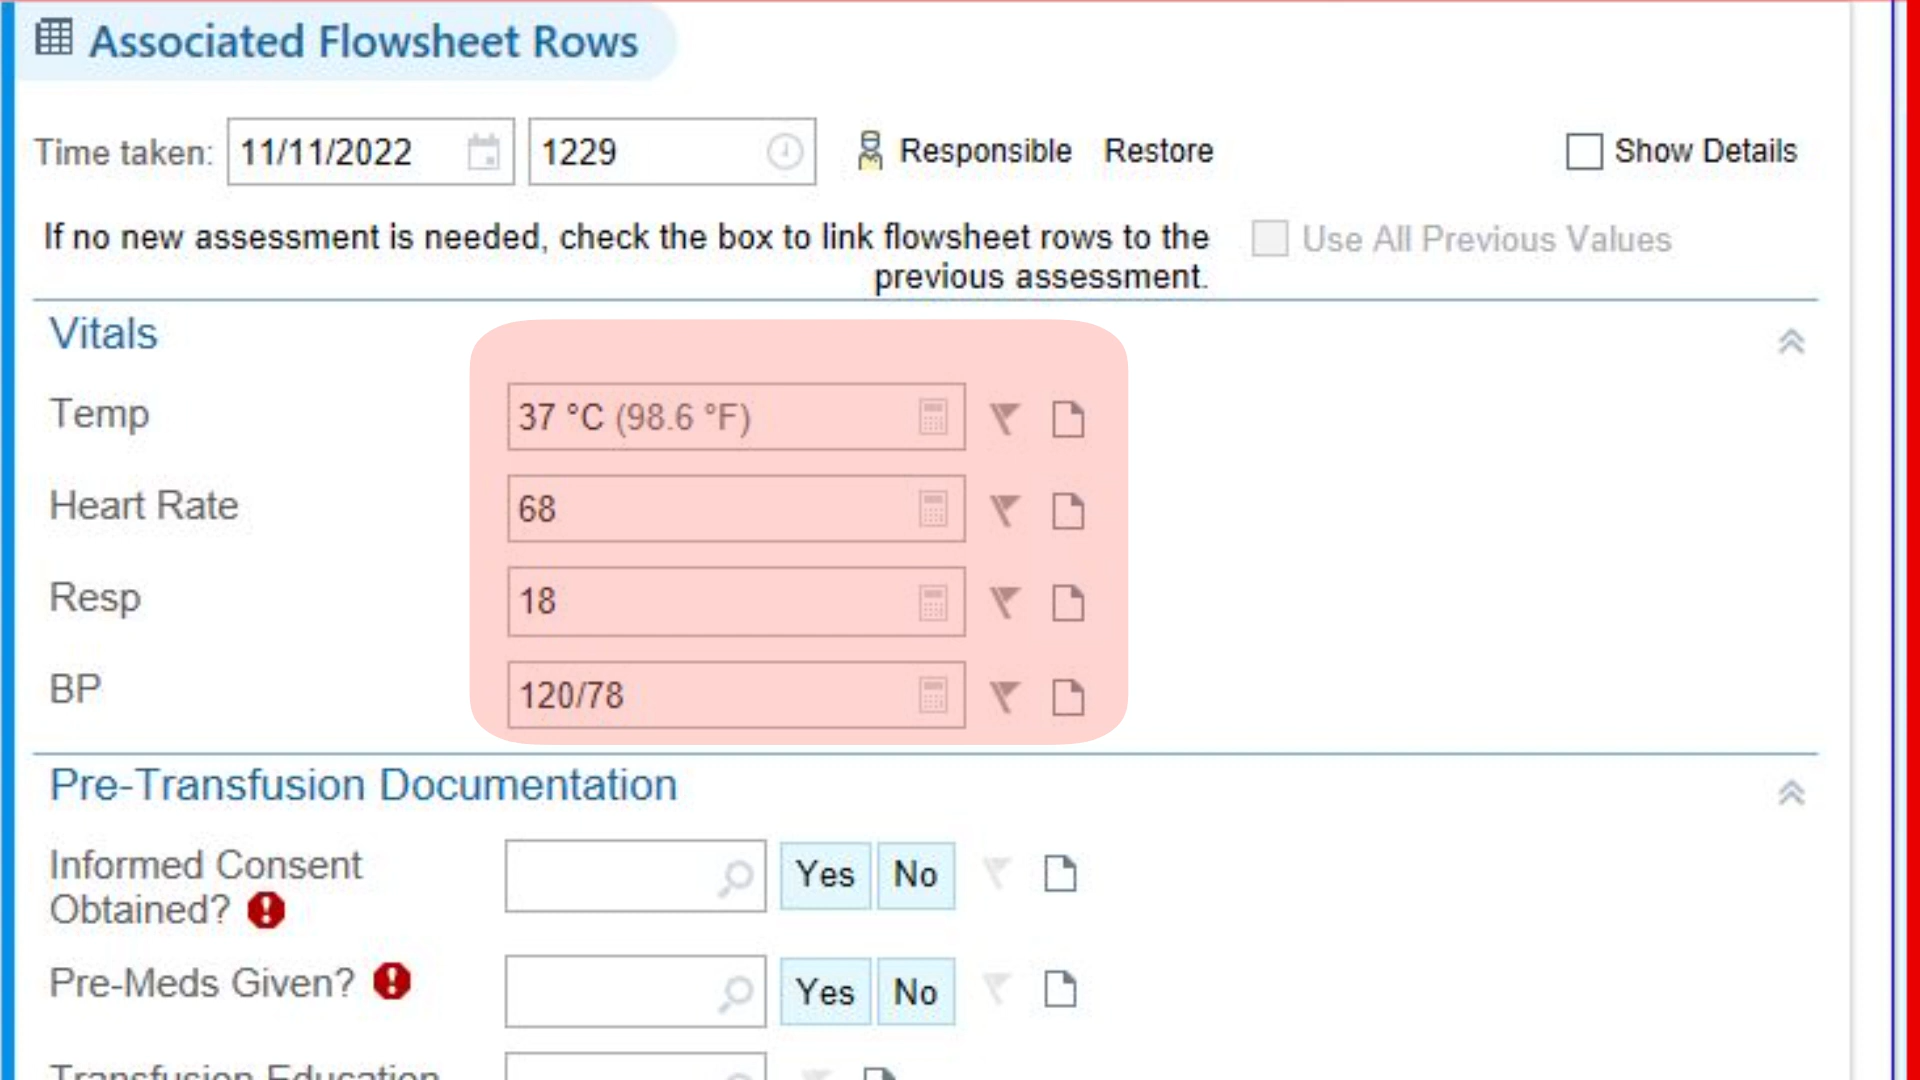 Associated Flowsheet Rows
Time taken: 11/11/2022 1229 Responsible Restore Show Details
If no new assessment is needed, check the box to link flowsheet rows to the Use All Previous Values
previous assessment.
Vitals
Temp 37 °C (98.6 °F)
Heart Rate 68
Resp 18
BP 120/78
Pre-Transfusion Documentation
Informed Consent
Obtained? Yes No
Pre-Meds Given? Yes No
Transfusion Education